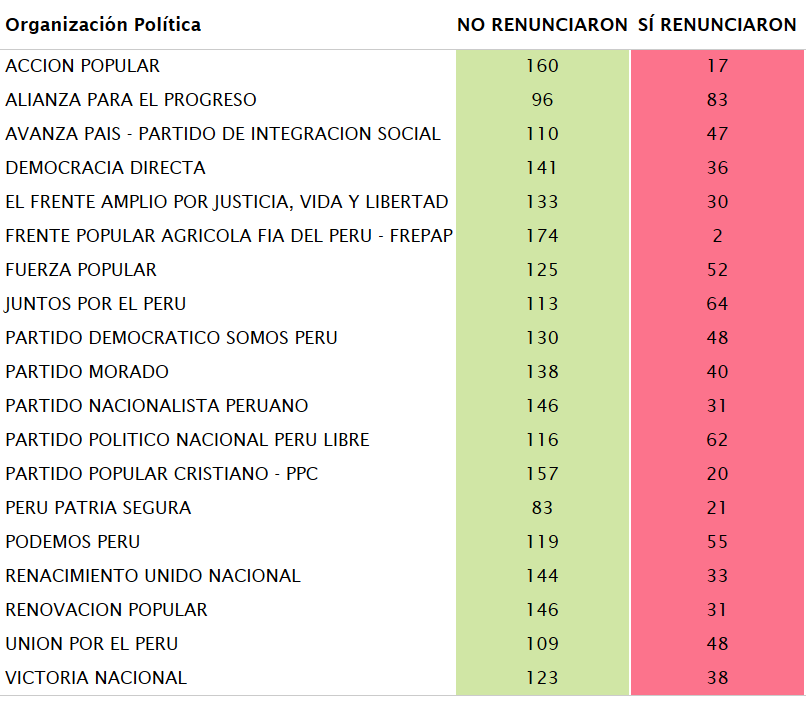 Organización Política NO RENUNCIARON SÍ RENUNCIARON
ACCION POPULAR 160 17
ALIANZA PARA EL PROGRESO 96 83
AVANZA PAIS - PARTIDO DE INTEGRACION SOCIAL 110 47
DEMOCRACIA DIRECTA 141 36
EL FRENTE AMPLIO POR JUSTICIA, VIDA Y LIBERTAD 133 30
FRENTE POPULAR AGRICOLA FIA DEL PERU - FREPAP 174 2
FUERZA POPULAR 125 52
JUNTOS POR EL PERU 113 64
PARTIDO DEMOCRATICO SOMOS PERU 130 48
PARTIDO MORADO 138 40
PARTIDO NACIONALISTA PERUANO 146 31
PARTIDO POLITICO NACIONAL PERU LIBRE 116 62
PARTIDO POPULAR CRISTIANO - PPC 157 20
PERU PATRIA SEGURA 83 21
PODEMOS PERU 119 55
RENACIMIENTO UNIDO NACIONAL 144 33
RENOVACION POPULAR 146 31
UNION POR EL PERU 109 48
VICTORIA NACIONAL 123 38